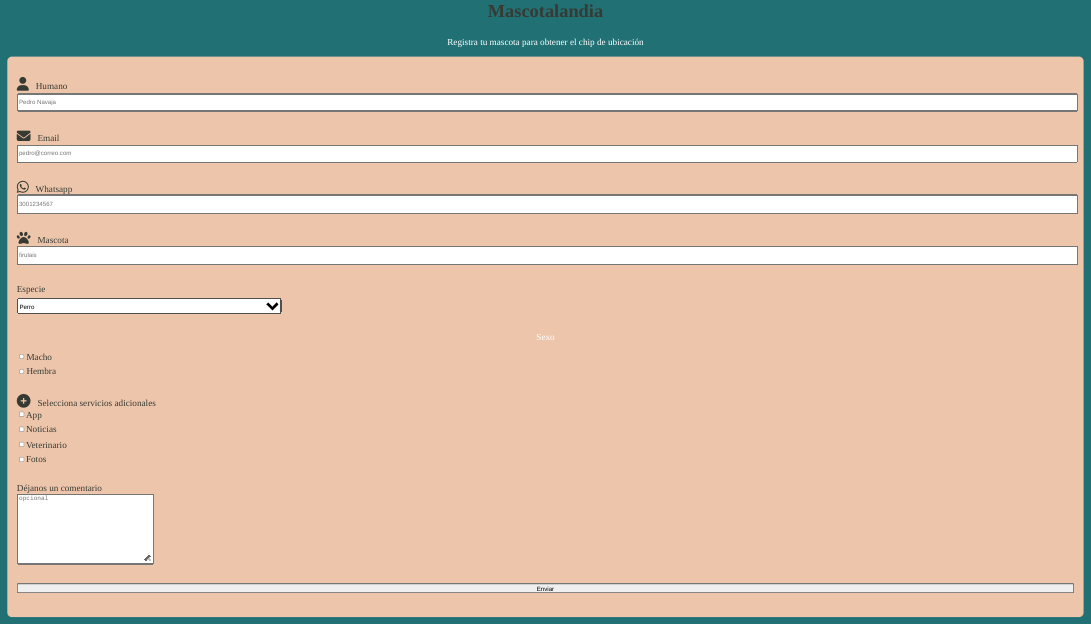 Mascotalandia
Registra tu mascota para obtener el chip de ubicación
Humano
Pedro Navaja
Email
pedro@correo.com
Whatsapp
3001234567
Mascota
firulais
Especie
Perro
Sexo
Macho
Hembra
Selecciona servicios adicionales
App
Noticias
Veterinario
Fotos
Déjanos un comentario
opcional
Enviar